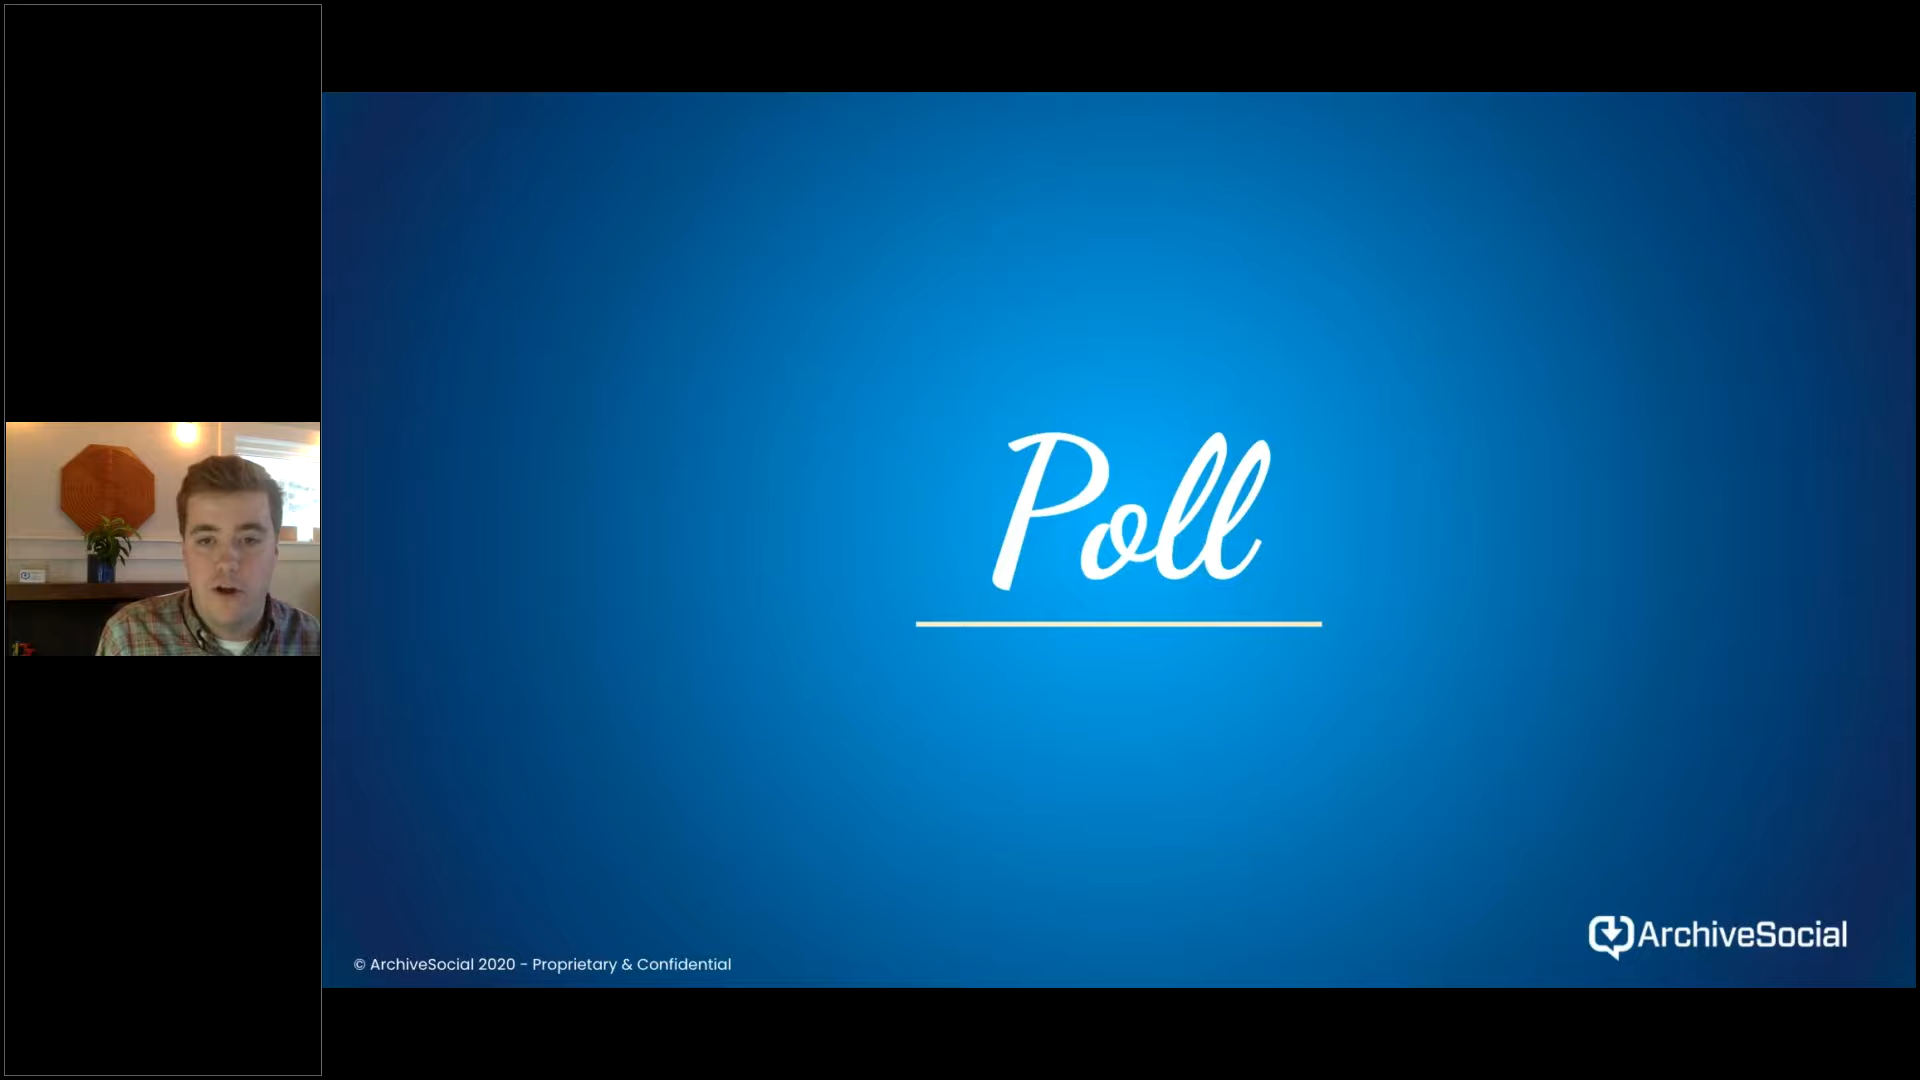 Poll
ArchiveSocial
© ArchiveSocial 2020 - Proprietary & Confidential